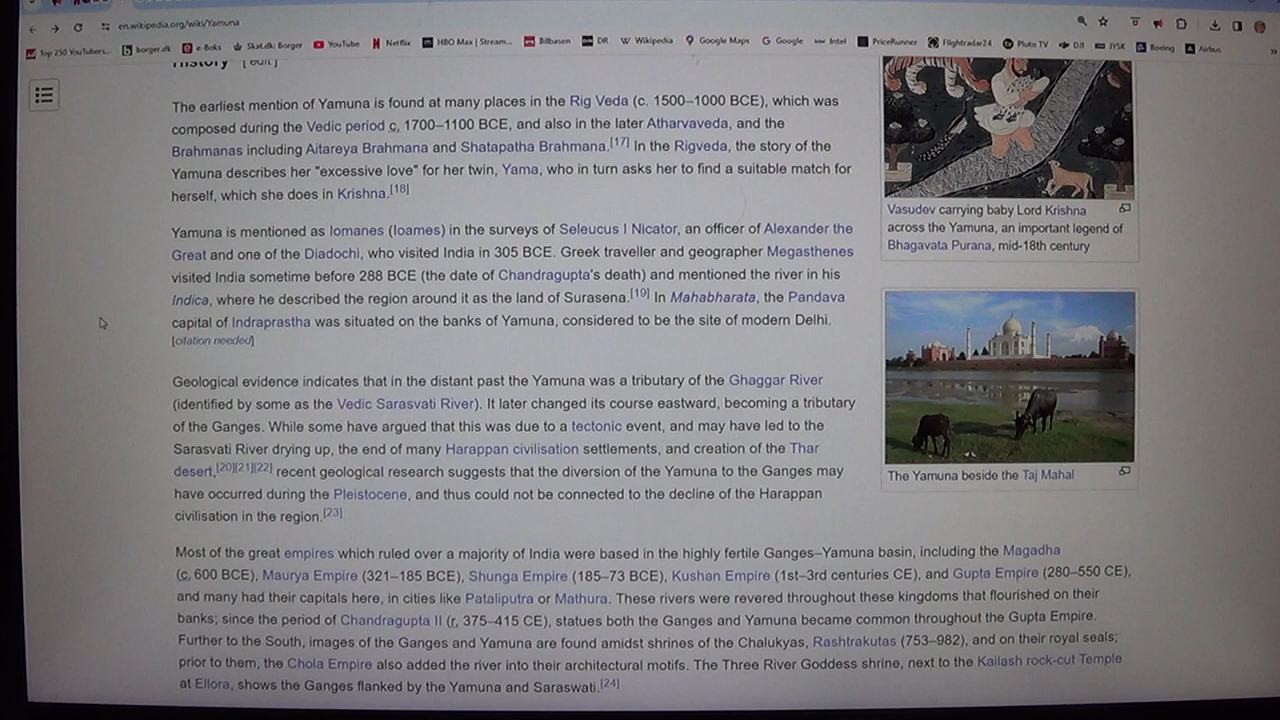 en.wikipedia.org/wiki/Yamuna
Top 250 YouTubers...
borger.dk
e-Boks
Skat.dk: Borger
YouTube
Netflix
HBO Max | Stream...
Bilbasen
DR
Wikipedia
Google Maps
Google
Intel
PriceRunner
Flightradar24
Pluto TV
DJI
JYSK
Boeing
Airbus
History [ edit ]
The earliest mention of Yamuna is found at many places in the Rig Veda (c. 1500–1000 BCE), which was
composed during the Vedic period c. 1700–1100 BCE, and also in the later Atharvaveda, and the
Brahmanas including Aitareya Brahmana and Shatapatha Brahmana.[17] In the Rigveda, the story of the
Yamuna describes her "excessive love" for her twin, Yama, who in turn asks her to find a suitable match for
herself, which she does in Krishna.[18]
Yamuna is mentioned as Iomanes (Ioames) in the surveys of Seleucus I Nicator, an officer of Alexander the
Great and one of the Diadochi, who visited India in 305 BCE. Greek traveller and geographer Megasthenes
visited India sometime before 288 BCE (the date of Chandragupta's death) and mentioned the river in his
Indica, where he described the region around it as the land of Surasena.[19] In Mahabharata, the Pandava
capital of Indraprastha was situated on the banks of Yamuna, considered to be the site of modern Delhi.
[citation needed]
Geological evidence indicates that in the distant past the Yamuna was a tributary of the Ghaggar River
(identified by some as the Vedic Sarasvati River). It later changed its course eastward, becoming a tributary
of the Ganges. While some have argued that this was due to a tectonic event, and may have led to the
Sarasvati River drying up, the end of many Harappan civilisation settlements, and creation of the Thar
desert,[20][21][22] recent geological research suggests that the diversion of the Yamuna to the Ganges may
have occurred during the Pleistocene, and thus could not be connected to the decline of the Harappan
civilisation in the region.[23]
Most of the great empires which ruled over a majority of India were based in the highly fertile Ganges–Yamuna basin, including the Magadha
(c. 600 BCE), Maurya Empire (321–185 BCE), Shunga Empire (185–73 BCE), Kushan Empire (1st–3rd centuries CE), and Gupta Empire (280–550 CE),
and many had their capitals here, in cities like Pataliputra or Mathura. These rivers were revered throughout these kingdoms that flourished on their
banks; since the period of Chandragupta II (r. 375–415 CE), statues both the Ganges and Yamuna became common throughout the Gupta Empire.
Further to the South, images of the Ganges and Yamuna are found amidst shrines of the Chalukyas, Rashtrakutas (753–982), and on their royal seals;
prior to them, the Chola Empire also added the river into their architectural motifs. The Three River Goddess shrine, next to the Kailash rock-cut Temple
at Ellora, shows the Ganges flanked by the Yamuna and Saraswati.[24]
Vasudev carrying baby Lord Krishna
across the Yamuna, an important legend of
Bhagavata Purana, mid-18th century
The Yamuna beside the Taj Mahal